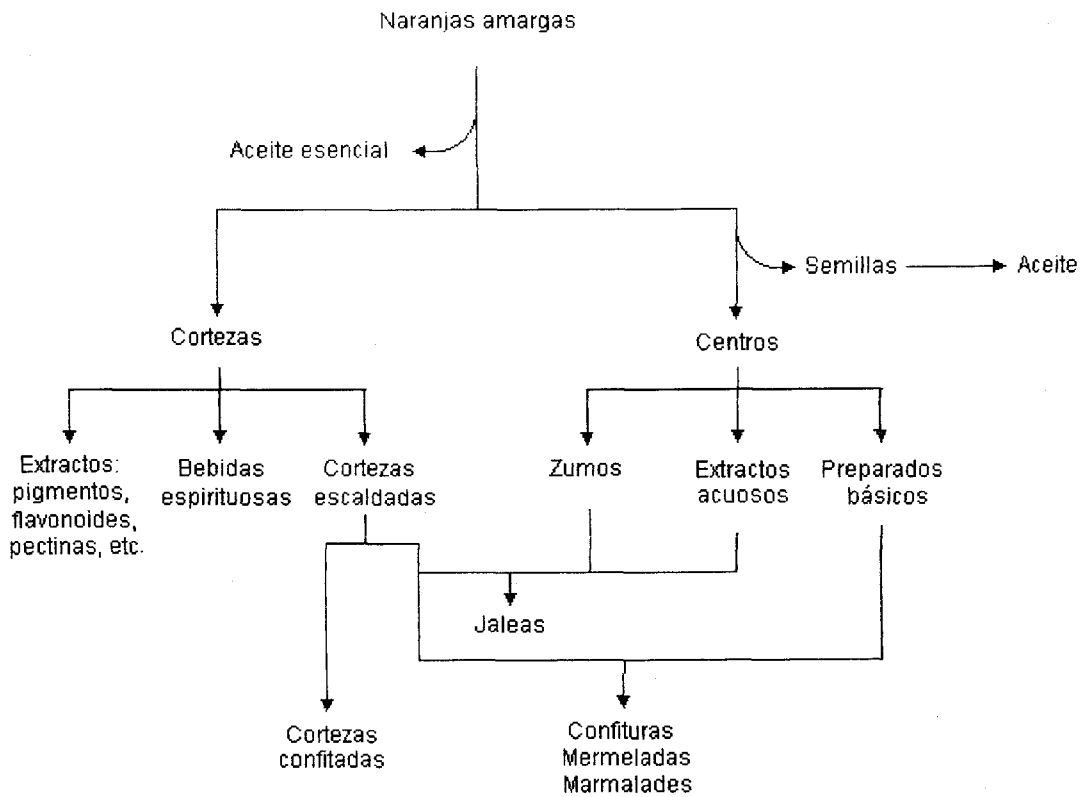 Naranjas amargas
Aceite esencial
Semillas
Aceite
Cortezas
Centros
Extractos:
pigmentos,
flavonoides,
pectinas, etc.
Bebidas
espirituosas
Cortezas
escaldadas
Zumos
Extractos
acuosos
Preparados
básicos
Jaleas
Cortezas
confitadas
Confituras
Mermeladas
Marmalades